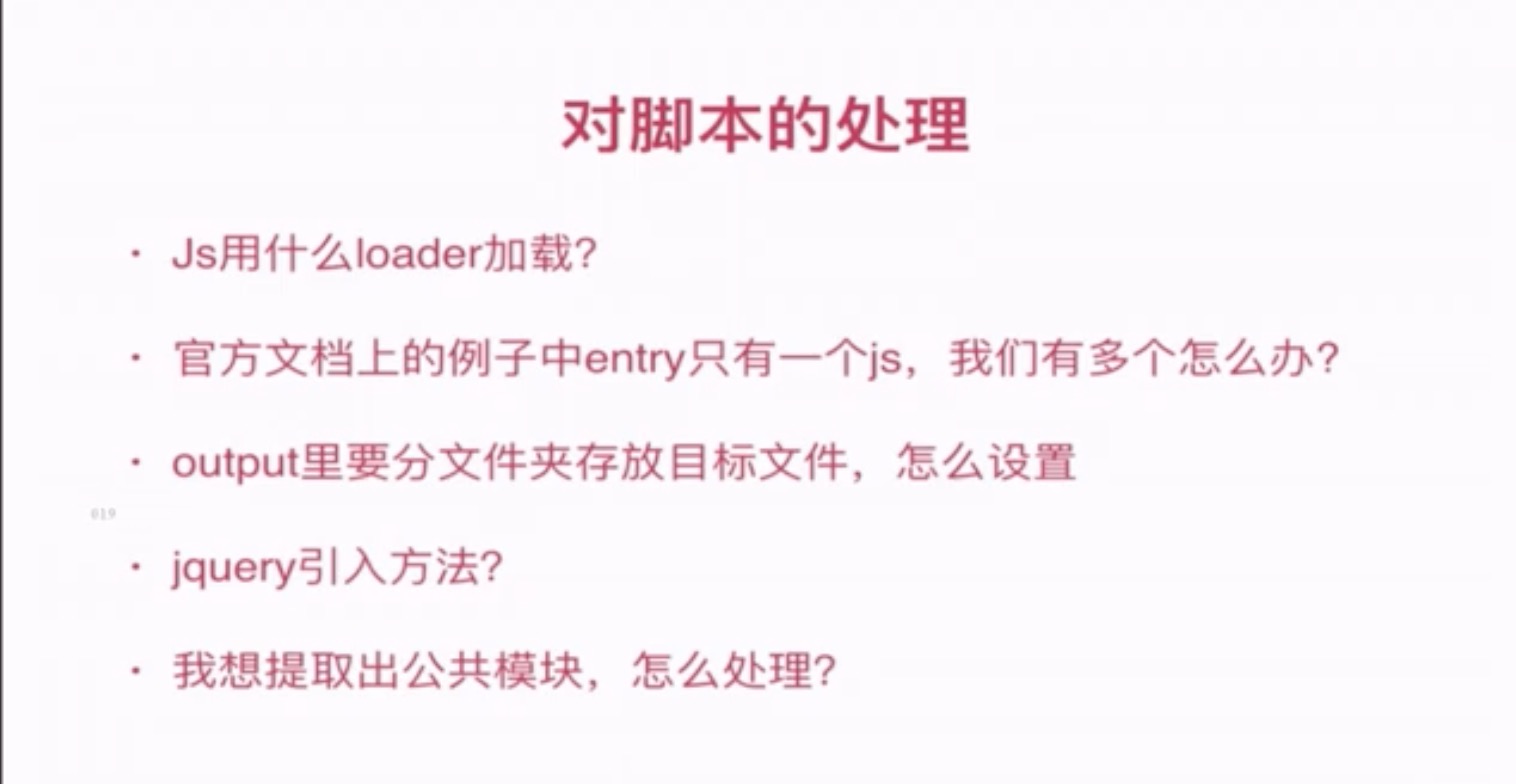 对脚本的处理
· Js用什么loader加载?
· 官方文档上的例子中entry只有一个js，我们有多个怎么办?
· output里要分文件夹存放目标文件，怎么设置
019
· jquery引入方法?
· 我想提取出公共模块，怎么处理?